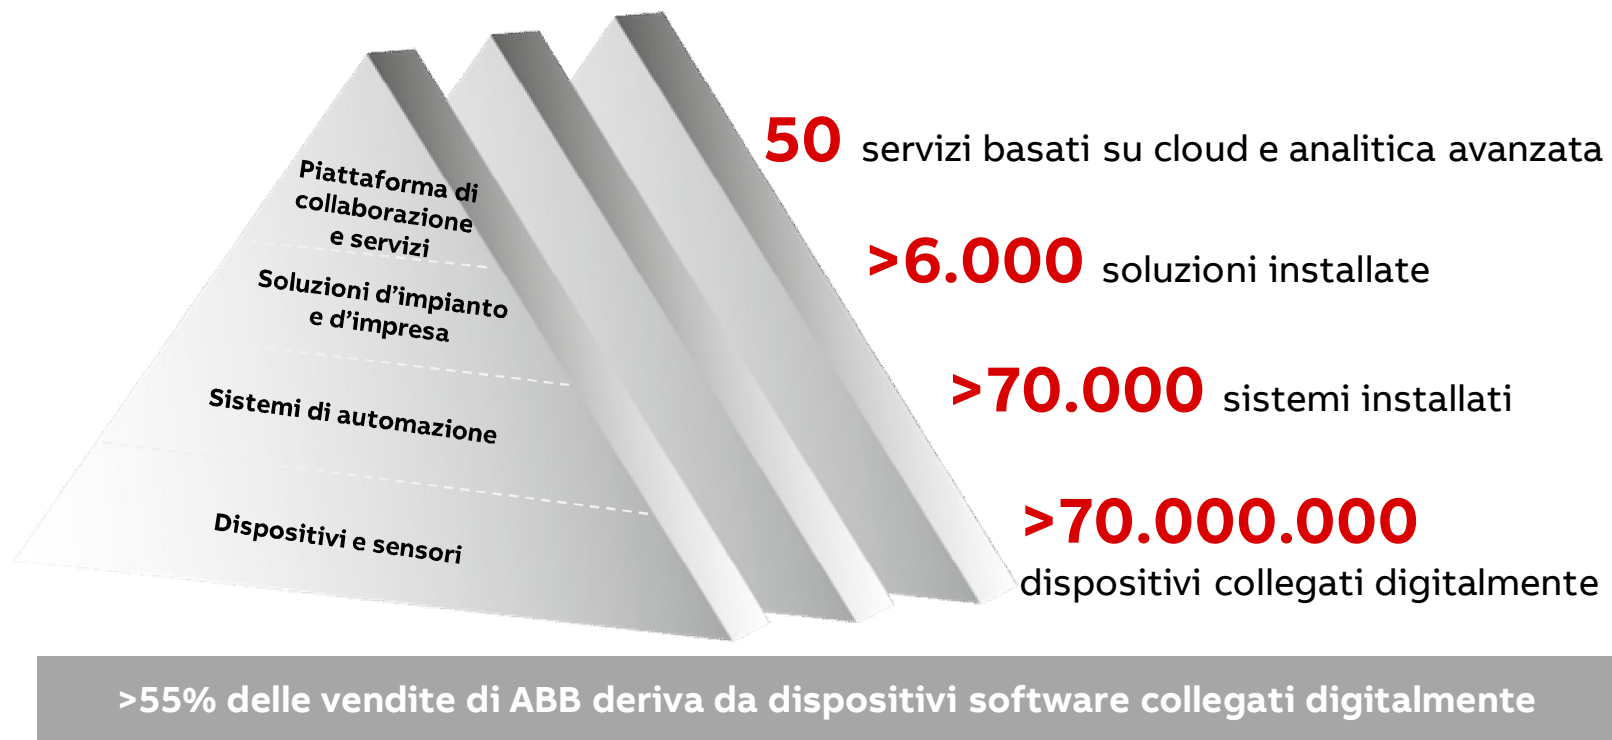 Piattaforma di
collaborazione
e servizi
Soluzioni d'impianto
e d'impresa
Sistemi di automazione
Dispositivi e sensori
50 servizi basati su cloud e analitica avanzata
>6.000 soluzioni installate
>70.000 sistemi installati
>70.000.000
dispositivi collegati digitalmente
>55% delle vendite di ABB deriva da dispositivi software collegati digitalmente